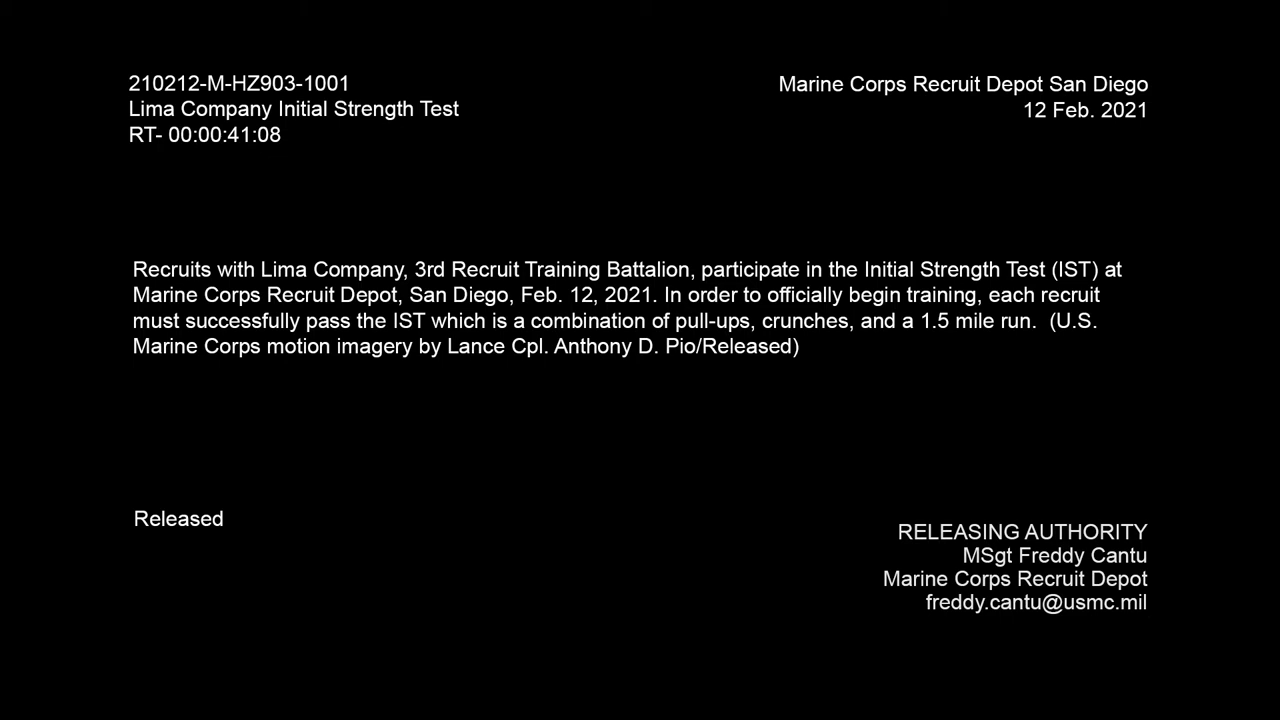 210212-M-HZ903-1001
Lima Company Initial Strength Test
RT- 00:00:41:08
Marine Corps Recruit Depot San Diego
12 Feb. 2021
Recruits with Lima Company, 3rd Recruit Training Battalion, participate in the Initial Strength Test (IST) at
Marine Corps Recruit Depot, San Diego, Feb. 12, 2021. In order to officially begin training, each recruit
must successfully pass the IST which is a combination of pull-ups, crunches, and a 1.5 mile run.  (U.S.
Marine Corps motion imagery by Lance Cpl. Anthony D. Pio/Released)
Released
RELEASING AUTHORITY
MSgt Freddy Cantu
Marine Corps Recruit Depot
freddy.cantu@usmc.mil